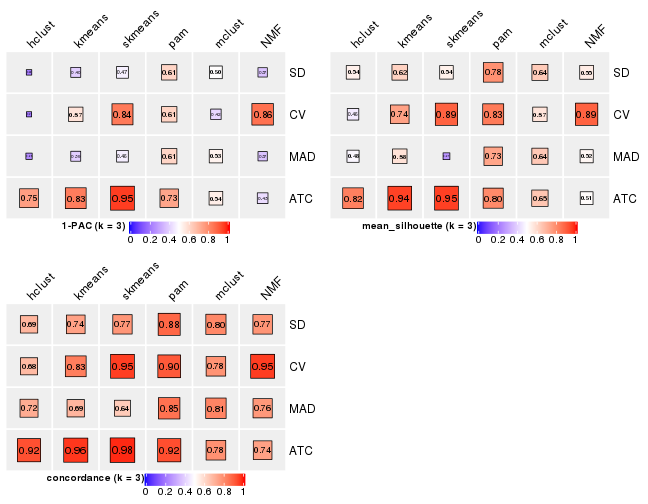 hclust kmeans skmeans pam mclust NMF
0.47 0.61 0.50 SD
0.57 0.84 0.61 0.86 CV
0.61 0.53 MAD
0.75 0.83 0.95 0.73 0.54 ATC
1-PAC (k = 3)
0 0.2 0.4 0.6 0.8 1
hclust kmeans skmeans pam mclust NMF
0.54 0.62 0.54 0.78 0.64 0.55 SD
0.74 0.89 0.83 0.57 0.89 CV
0.48 0.58 0.73 0.64 0.52 MAD
0.82 0.94 0.95 0.80 0.65 0.51 ATC
mean_silhouette (k = 3)
0 0.2 0.4 0.6 0.8 1
hclust kmeans skmeans pam mclust NMF
0.69 0.74 0.77 0.88 0.80 0.77 SD
0.68 0.83 0.95 0.90 0.78 0.95 CV
0.72 0.69 0.64 0.85 0.81 0.76 MAD
0.92 0.96 0.98 0.92 0.78 0.74 ATC
concordance (k = 3)
0 0.2 0.4 0.6 0.8 1